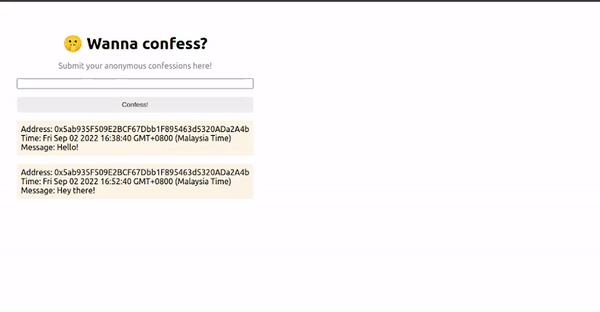 🤫 Wanna confess?
Submit your anonymous confessions here!
Confess!
Address: 0x5ab935F509E2BCF67Dbb1F895463d5320ADa2A4b
Time: Fri Sep 02 2022 16:38:40 GMT+0800 (Malaysia Time)
Message: Hello!
Address: 0x5ab935F509E2BCF67Dbb1F895463d5320ADa2A4b
Time: Fri Sep 02 2022 16:52:40 GMT+0800 (Malaysia Time)
Message: Hey there!